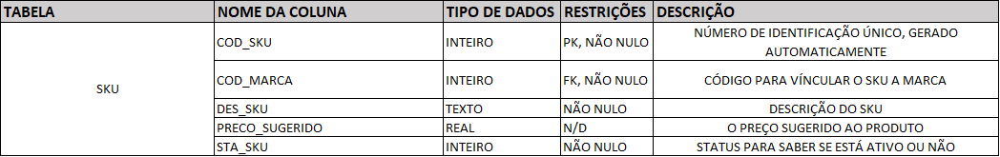 TABELA NOME DA COLUNA TIPO DE DADOS RESTRIÇÕES DESCRIÇÃO
SKU
COD_SKU INTEIRO PK, NÃO NULO NÚMERO DE IDENTIFICAÇÃO ÚNICO, GERADO
AUTOMATICAMENTE
COD_MARCA INTEIRO FK, NÃO NULO CÓDIGO PARA VÍNCULAR O SKU A MARCA
DES_SKU TEXTO NÃO NULO DESCRIÇÃO DO SKU
PRECO_SUGERIDO REAL N/D O PREÇO SUGERIDO AO PRODUTO
STA_SKU INTEIRO NÃO NULO STATUS PARA SABER SE ESTÁ ATIVO OU NÃO